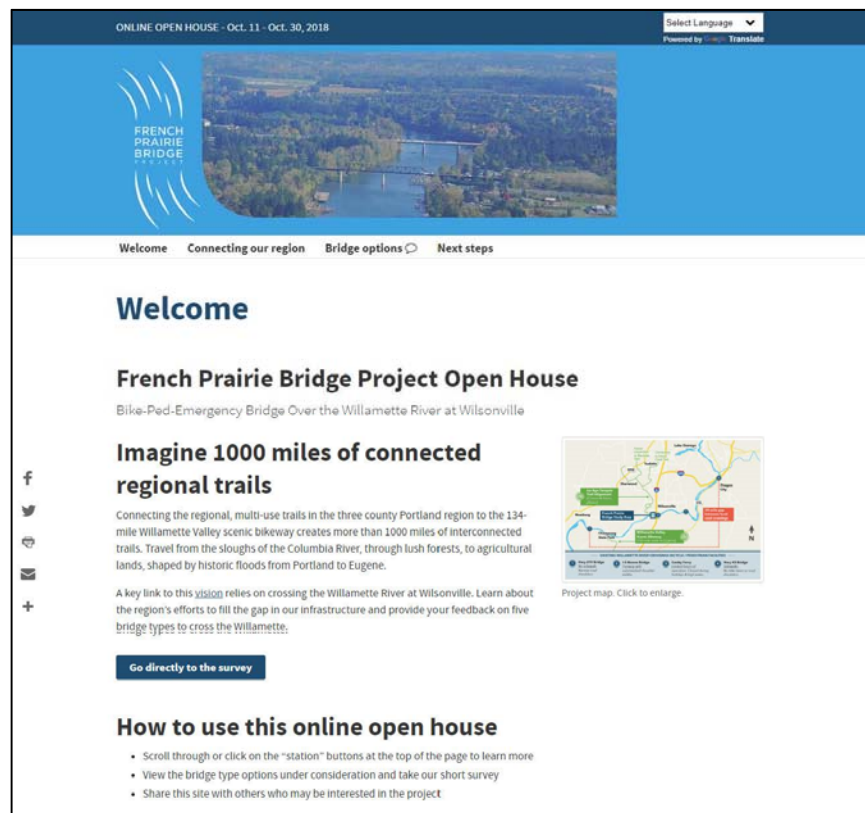 ONLINE OPEN HOUSE - Oct. 11 - Oct. 30, 2018
Select Language
Powered by Google Translate
FRENCH
PRAIRIE
BRIDGE
PROJECT
Welcome Connecting our region Bridge options Next steps
Welcome
French Prairie Bridge Project Open House
Bike-Ped-Emergency Bridge Over the Willamette River at Wilsonville
Imagine 1000 miles of connected
regional trails
Connecting the regional, multi-use trails in the three county Portland region to the 134-
mile Willamette Valley scenic bikeway creates more than 1000 miles of interconnected
trails. Travel from the sloughs of the Columbia River, through lush forests, to agricultural
lands, shaped by historic floods from Portland to Eugene.
A key link to this vision relies on crossing the Willamette River at Wilsonville. Learn about
the region's efforts to fill the gap in our infrastructure and provide your feedback on five
bridge types to cross the Willamette.
Project map. Click to enlarge.
Go directly to the survey
How to use this online open house
• Scroll through or click on the "station" buttons at the top of the page to learn more
• View the bridge type options under consideration and take our short survey
• Share this site with others who may be interested in the project